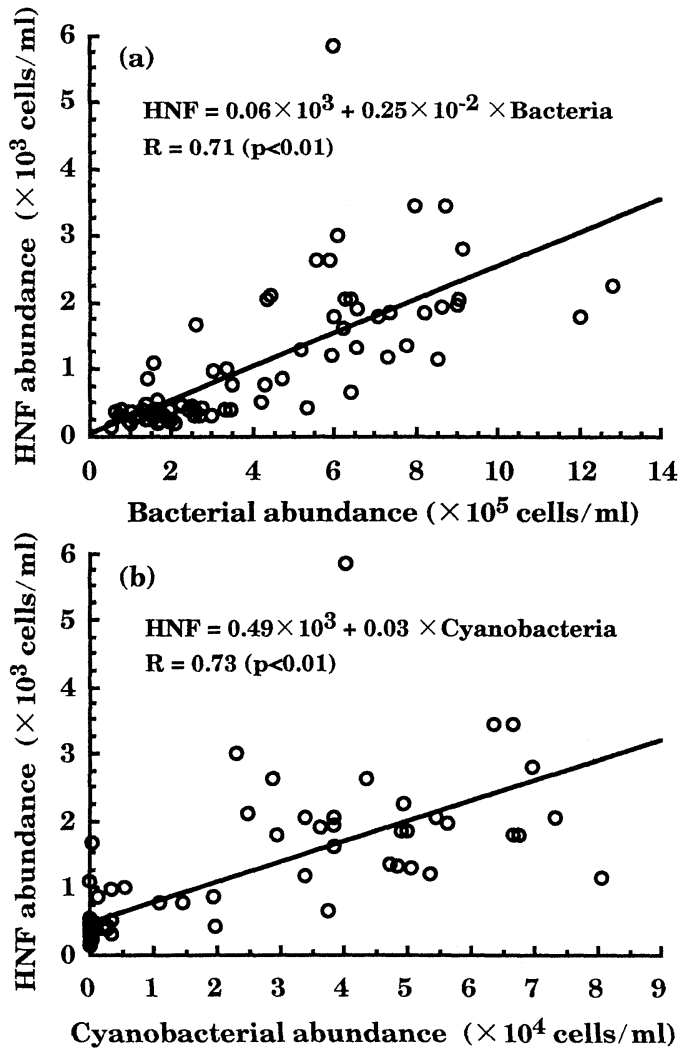 (a)
HNF = 0.06×10³ + 0.25×10⁻² ×Bacteria
R = 0.71 (p<0.01)
HNF abundance (×10³ cells/ml)
6
5
4
3
2
1
0
0 2 4 6 8 10 12 14
Bacterial abundance (×10⁵ cells/ml)
(b)
HNF = 0.49×10³ + 0.03 ×Cyanobacteria
R = 0.73 (p<0.01)
HNF abundance (×10³ cells/ml)
6
5
4
3
2
1
0
0 1 2 3 4 5 6 7 8 9
Cyanobacterial abundance (×10⁴ cells/ml)